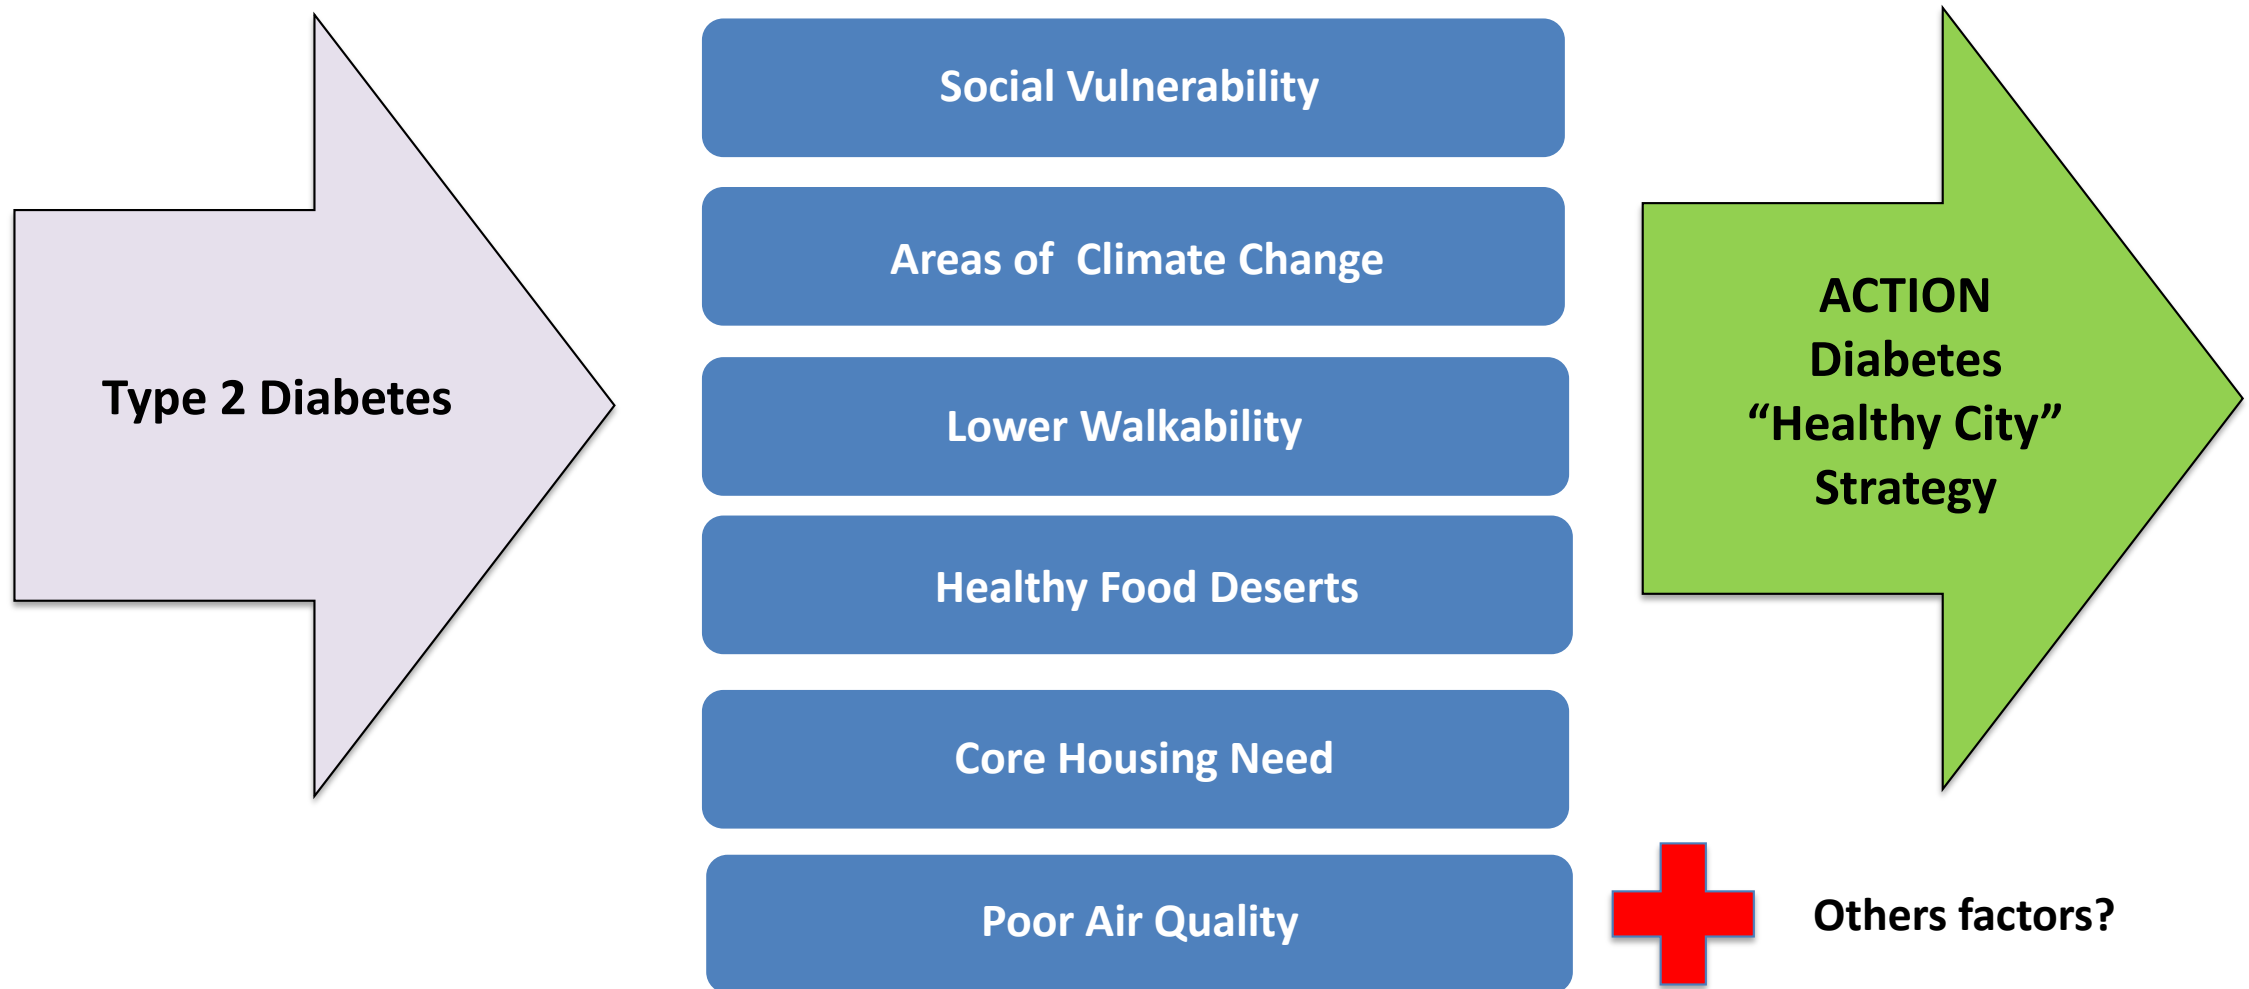 Type 2 Diabetes
Social Vulnerability
Areas of  Climate Change
Lower Walkability
Healthy Food Deserts
Core Housing Need
Poor Air Quality
ACTION
Diabetes
“Healthy City”
Strategy
Others factors?